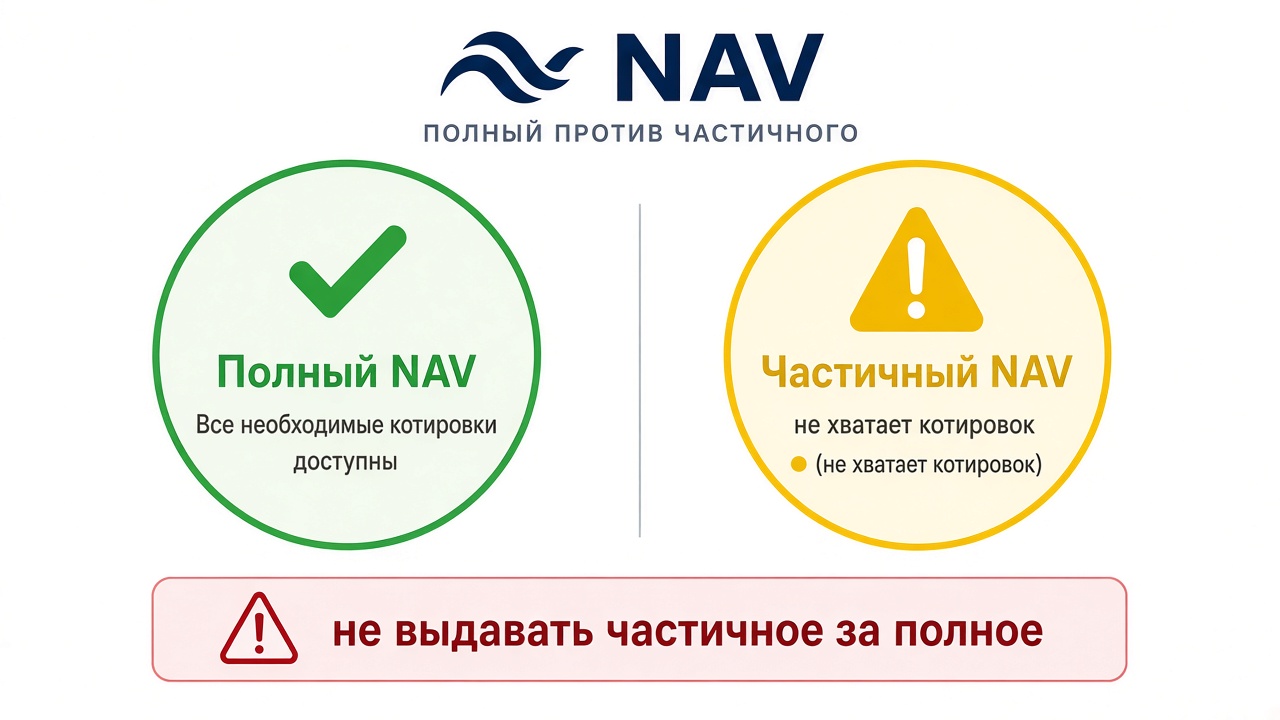 NAV
ПОЛНЫЙ ПРОТИВ ЧАСТИЧНОГО
Полный NAV
Все необходимые котировки
доступны
Частичный NAV
не хватает котировок
(не хватает котировок)
не выдавать частичное за полное